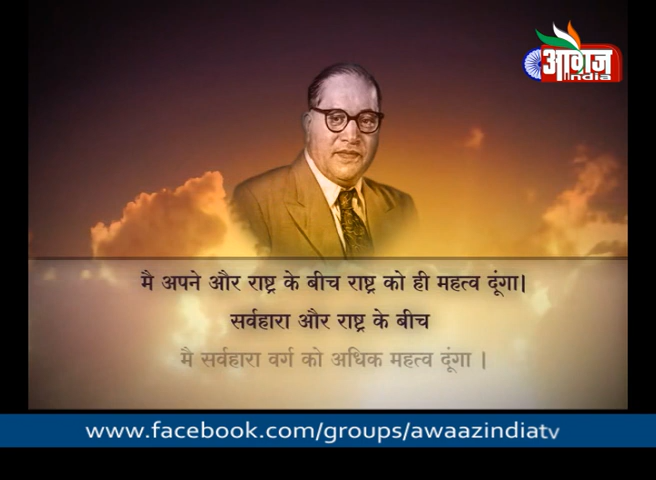 आवाज़
India
मै अपने और राष्ट्र के बीच राष्ट्र को ही महत्व दूंगा।
सर्वहारा और राष्ट्र के बीच
मै सर्वहारा वर्ग को अधिक महत्व दूंगा ।
www.facebook.com/groups/awaazindiatv